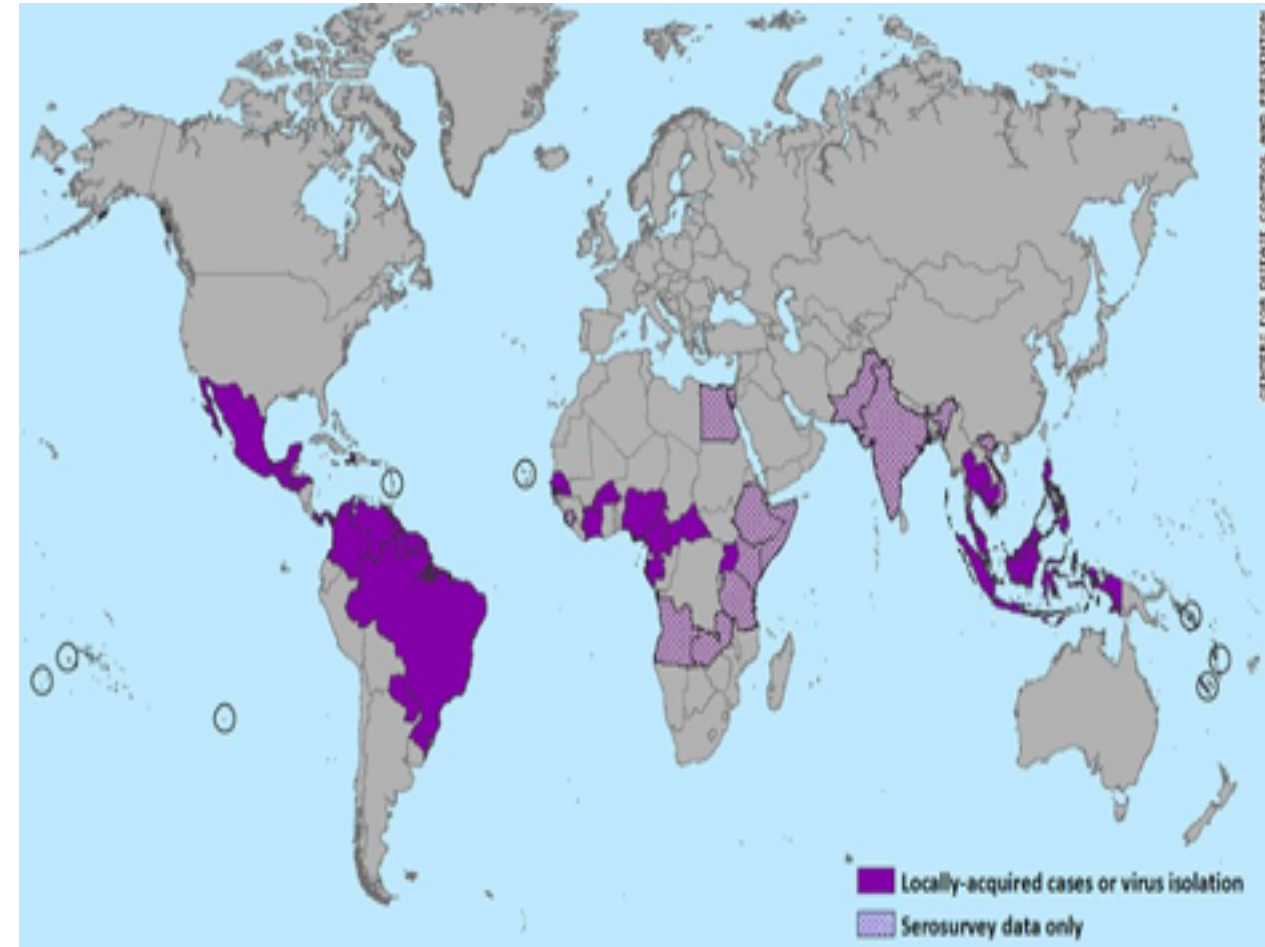 Locally-acquired cases or virus isolation
Serosurvey data only